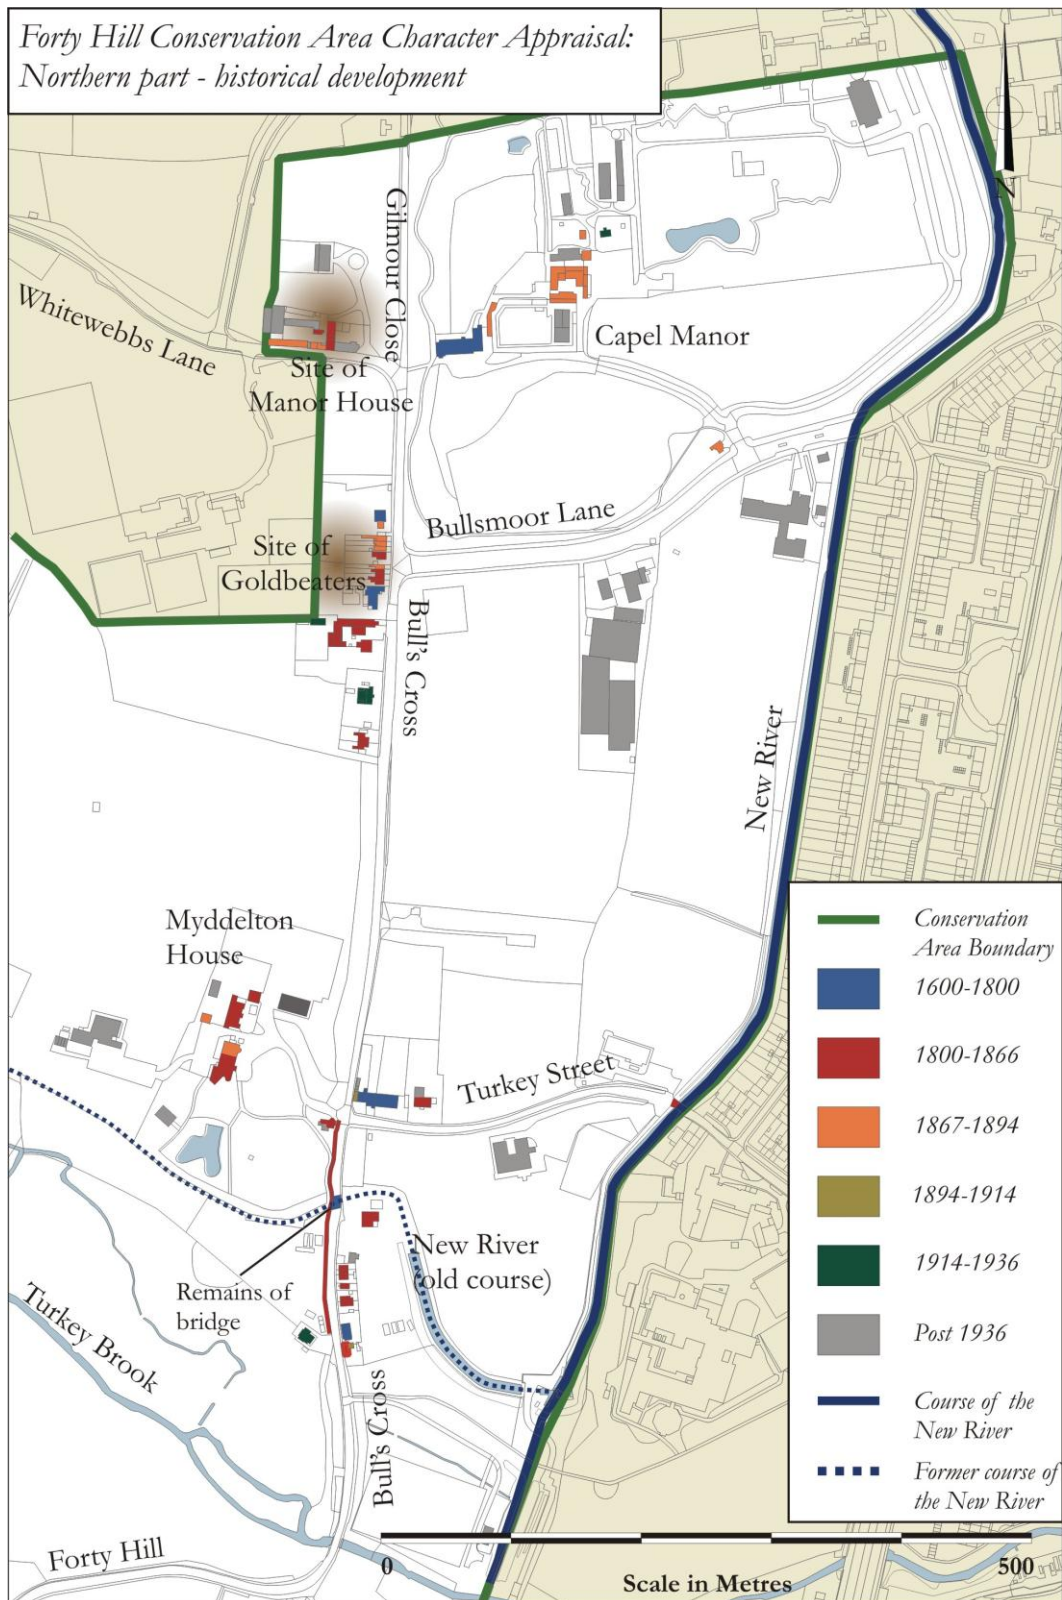 Forty Hill Conservation Area Character Appraisal:
Northern part - historical development
N
Gilmour Close
Whitewebbs Lane
Capel Manor
Site of
Manor House
Bullsmoor Lane
Site of
Goldbeaters
Bull's Cross
New River
Myddelton
House
Turkey Street
New River
(old course)
Remains of
bridge
Turkey Brook
Bull's Cross
Forty Hill
Conservation
Area Boundary
1600-1800
1800-1866
1867-1894
1894-1914
1914-1936
Post 1936
Course of the
New River
Former course of
the New River
0
500
Scale in Metres